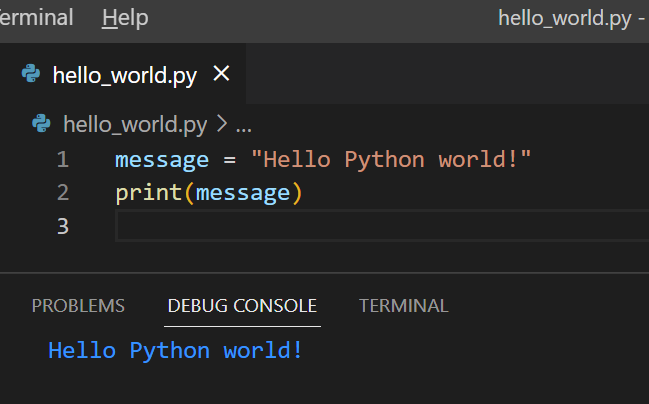 erminal Help hello_world.py -
hello_world.py
hello_world.py > ...
1 message = "Hello Python world!"
2 print(message)
3
PROBLEMS DEBUG CONSOLE TERMINAL
Hello Python world!